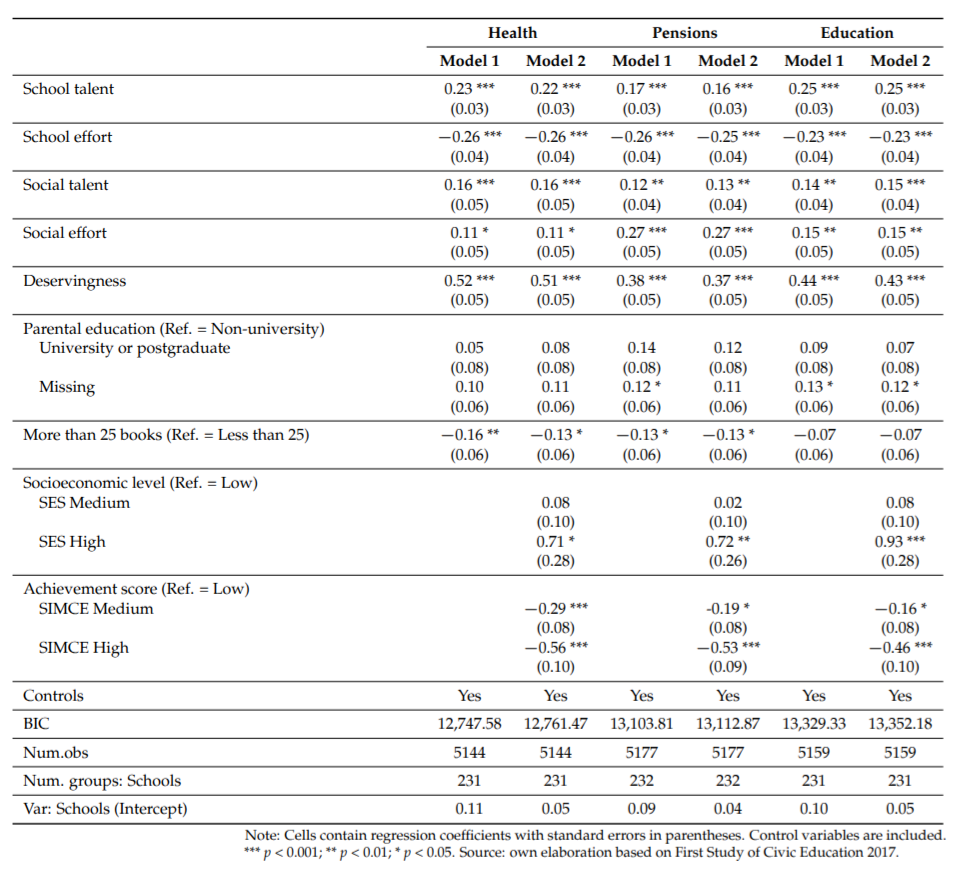 Health Pensions Education
Model 1 Model 2 Model 1 Model 2 Model 1 Model 2
School talent 0.23 *** 0.22 *** 0.17 *** 0.16 *** 0.25 *** 0.25 ***
(0.03) (0.03) (0.03) (0.03) (0.03) (0.03)
School effort −0.26 *** −0.26 *** −0.26 *** −0.25 *** −0.23 *** −0.23 ***
(0.04) (0.04) (0.04) (0.04) (0.04) (0.04)
Social talent 0.16 *** 0.16 *** 0.12 ** 0.13 ** 0.14 ** 0.15 ***
(0.05) (0.05) (0.04) (0.04) (0.04) (0.04)
Social effort 0.11 * 0.11 * 0.27 *** 0.27 *** 0.15 ** 0.15 **
(0.05) (0.05) (0.05) (0.05) (0.05) (0.05)
Deservingness 0.52 *** 0.51 *** 0.38 *** 0.37 *** 0.44 *** 0.43 ***
(0.05) (0.05) (0.05) (0.05) (0.05) (0.05)
Parental education (Ref. = Non-university)
University or postgraduate 0.05 0.08 0.14 0.12 0.09 0.07
(0.08) (0.08) (0.08) (0.08) (0.08) (0.08)
Missing 0.10 0.11 0.12 * 0.11 0.13 * 0.12 *
(0.06) (0.06) (0.06) (0.06) (0.06) (0.06)
More than 25 books (Ref. = Less than 25) −0.16 ** −0.13 * −0.13 * −0.13 * −0.07 −0.07
(0.06) (0.06) (0.06) (0.06) (0.06) (0.06)
Socioeconomic level (Ref. = Low)
SES Medium 0.08 0.02 0.08
(0.10) (0.10) (0.10)
SES High 0.71 * 0.72 ** 0.93 ***
(0.28) (0.26) (0.28)
Achievement score (Ref. = Low)
SIMCE Medium −0.29 *** -0.19 * −0.16 *
(0.08) (0.08) (0.08)
SIMCE High −0.56 *** −0.53 *** −0.46 ***
(0.10) (0.09) (0.10)
Controls Yes Yes Yes Yes Yes Yes
BIC 12,747.58 12,761.47 13,103.81 13,112.87 13,329.33 13,352.18
Num.obs 5144 5144 5177 5177 5159 5159
Num. groups: Schools 231 231 232 232 231 231
Var: Schools (Intercept) 0.11 0.05 0.09 0.04 0.10 0.05
Note: Cells contain regression coefficients with standard errors in parentheses. Control variables are included.
*** p < 0.001; ** p < 0.01; * p < 0.05. Source: own elaboration based on First Study of Civic Education 2017.